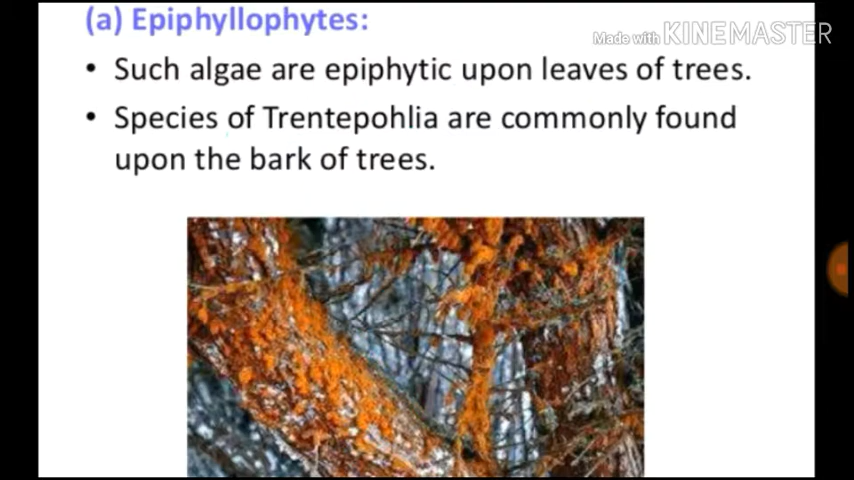 (a) Epiphyllophytes:
Made with KINEMASTER
• Such algae are epiphytic upon leaves of trees.
• Species of Trentepohlia are commonly found
upon the bark of trees.